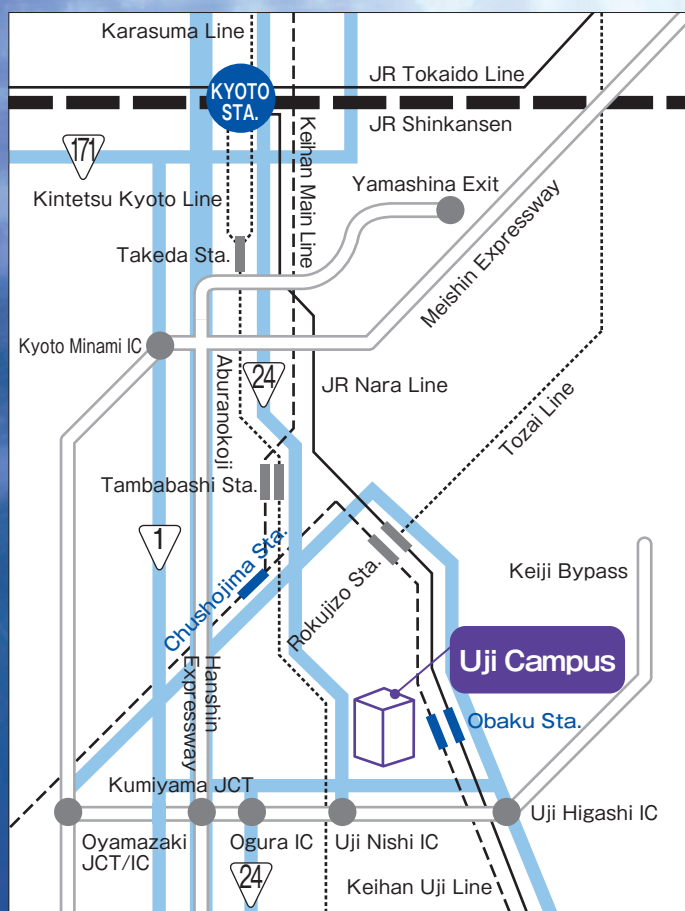 Karasuma Line
KYOTO
STA.
JR Tokaido Line
JR Shinkansen
Keihan Main Line
171
Kintetsu Kyoto Line
Yamashina Exit
Takeda Sta.
Meishin Expressway
Kyoto Minami IC
Aburanokoji
24
JR Nara Line
Tozai Line
Tambabashi Sta.
1
Chushojima Sta.
Rokujizo Sta.
Keiji Bypass
Uji Campus
Hanshin
Expressway
Obaku Sta.
Kumiyama JCT
Oyamazaki
JCT/IC
Ogura IC
Uji Nishi IC
Uji Higashi IC
24
Keihan Uji Line